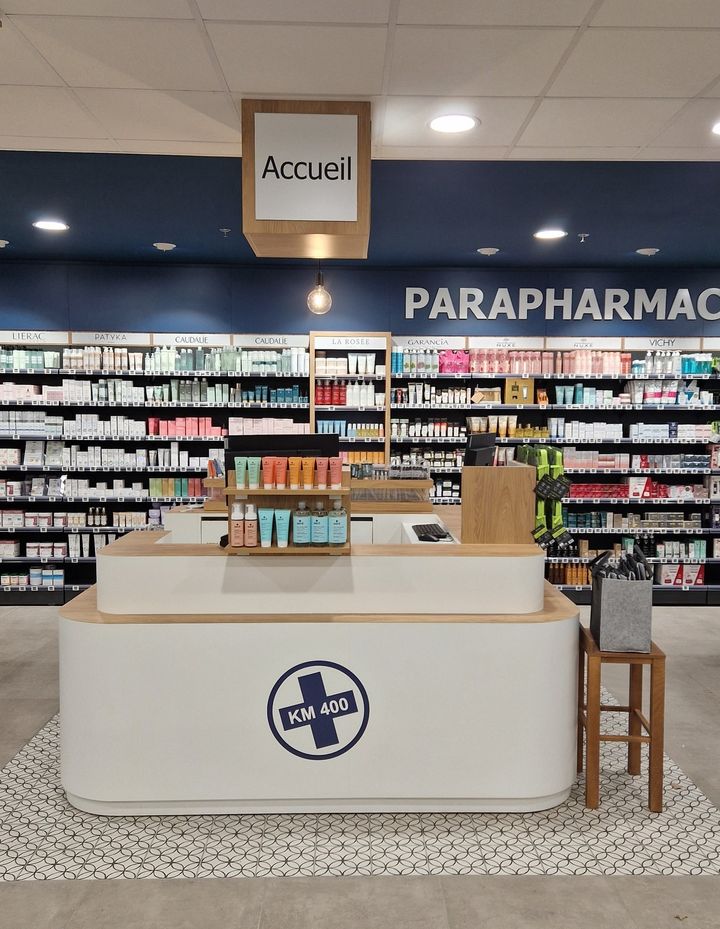 Accueil
PARAPHARMAC
LIERAC
PATYKA
CAUDALIE
CAUDALIE
LA ROSÉE
GARANCIA
NUXE
NUXE
VICHY
KM 400